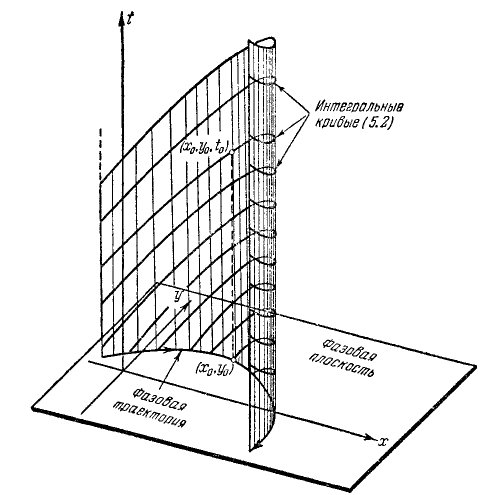 t
Интегральные
кривые (5.2)
(x₀, y₀, t₀)
y
Фазовая
плоскость
(x₀, y₀)
Фазовая
траектория
x